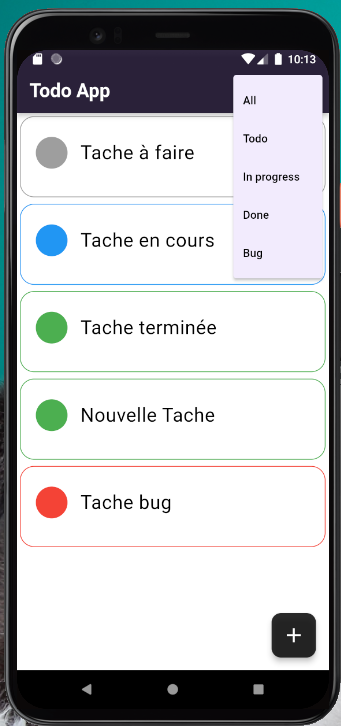 10:13
Todo App
All
Todo
In progress
Done
Bug
Tache à faire
Tache en cours
Tache terminée
Nouvelle Tache
Tache bug
+